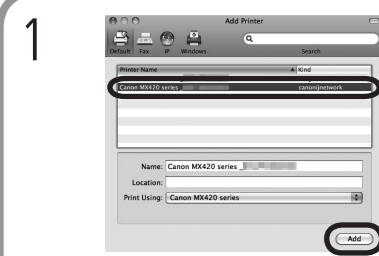 1
Add Printer
Default Fax IP Windows Search
Printer Name Kind
Canon MX420 series _ canonijnetwork
Name: Canon MX420 series _
Location:
Print Using: Canon MX420 series
Add